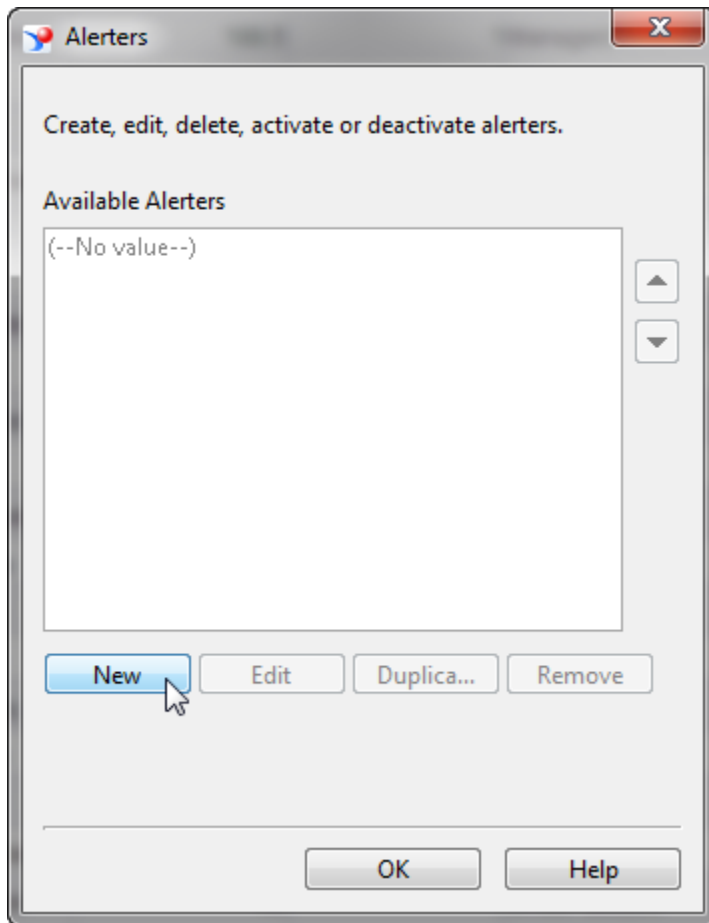 Alerters
Create, edit, delete, activate or deactivate alerters.
Available Alerters
(--No value--)
New Edit Duplica... Remove
OK Help